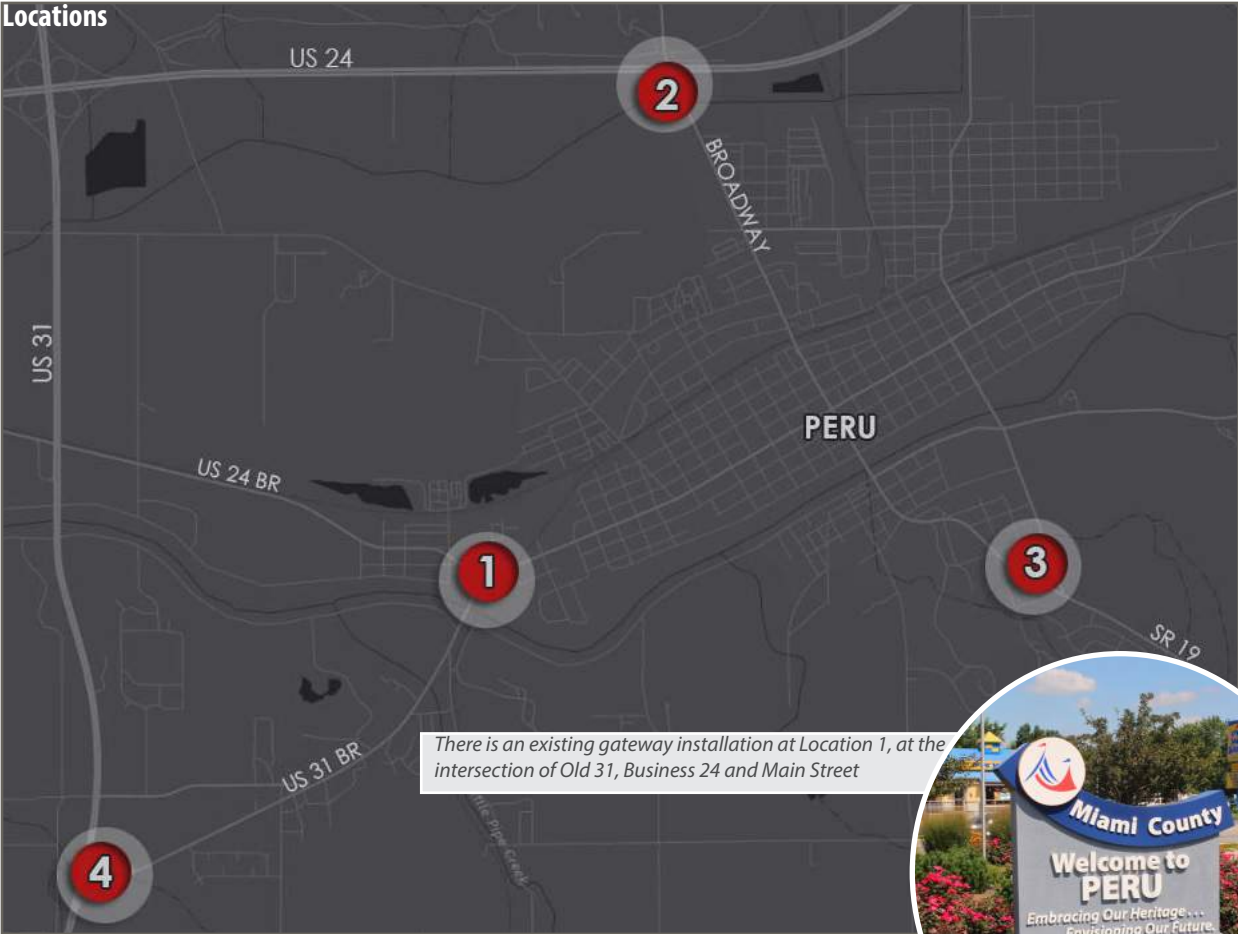 Locations
US 24
2
BROADWAY
US 31
PERU
US 24 BR
1
3
SR 19
There is an existing gateway installation at Location 1, at the
intersection of Old 31, Business 24 and Main Street
US 31 BR
Pipe Creek
4
Miami County
Welcome to
PERU
Embracing Our Heritage...
Envisioning Our Future.